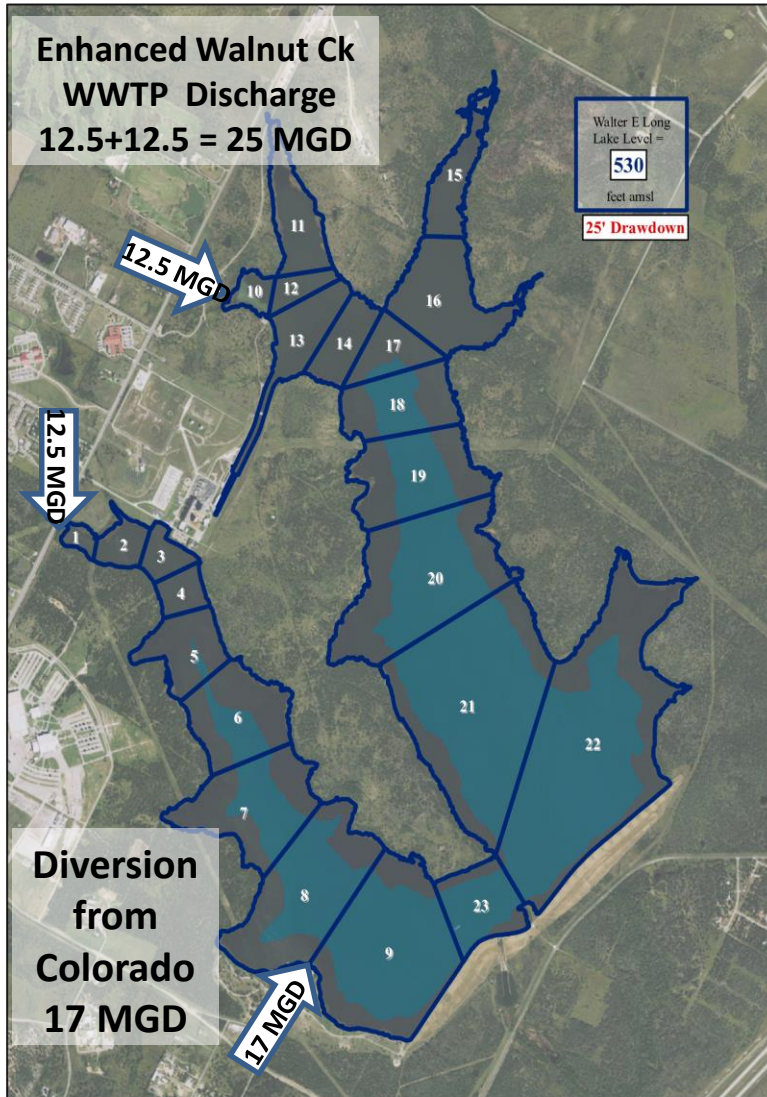 Enhanced Walnut Ck
WWTP Discharge
12.5+12.5 = 25 MGD
Walter E Long
Lake Level =
530
feet amsl
25' Drawdown
15
11
12.5 MGD
10
12
16
13
14
17
18
12.5 MGD
19
1
2
3
20
4
5
21
6
22
7
8
23
9
Diversion
from
Colorado
17 MGD
17 MGD